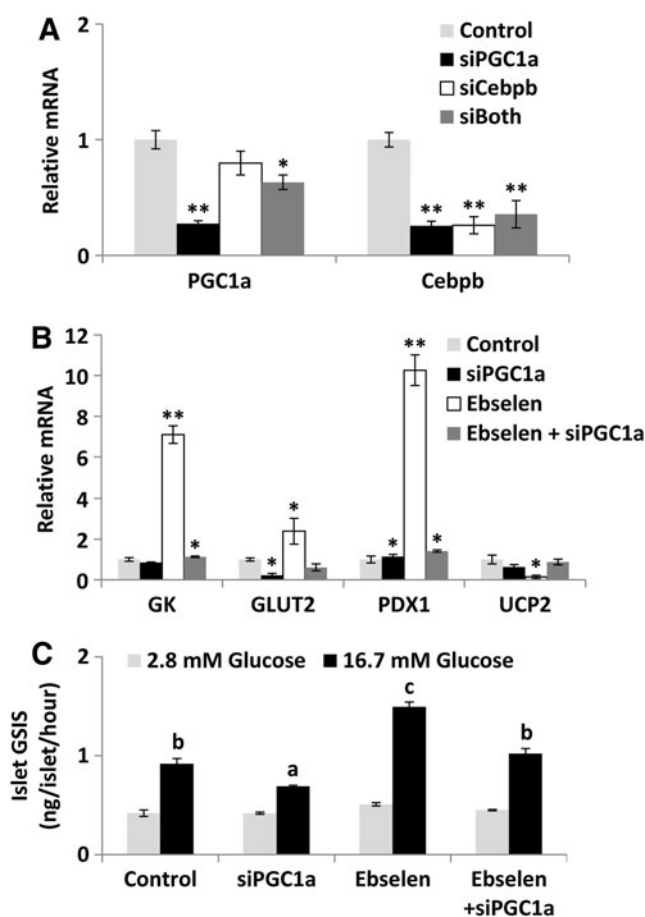 A
Relative mRNA
2
1
0
Control
siPGC1a
siCebpb
siBoth
** *
** ** **
PGC1a Cebpb
B
Relative mRNA
12
10
8
6
4
2
0
Control
siPGC1a
Ebselen
Ebselen + siPGC1a
** *
* *
* ** *
*
GK GLUT2 PDX1 UCP2
C
Islet GSIS
(ng/islet/hour)
2
1
0
2.8 mM Glucose 16.7 mM Glucose
b a c b
Control siPGC1a Ebselen Ebselen
+siPGC1a